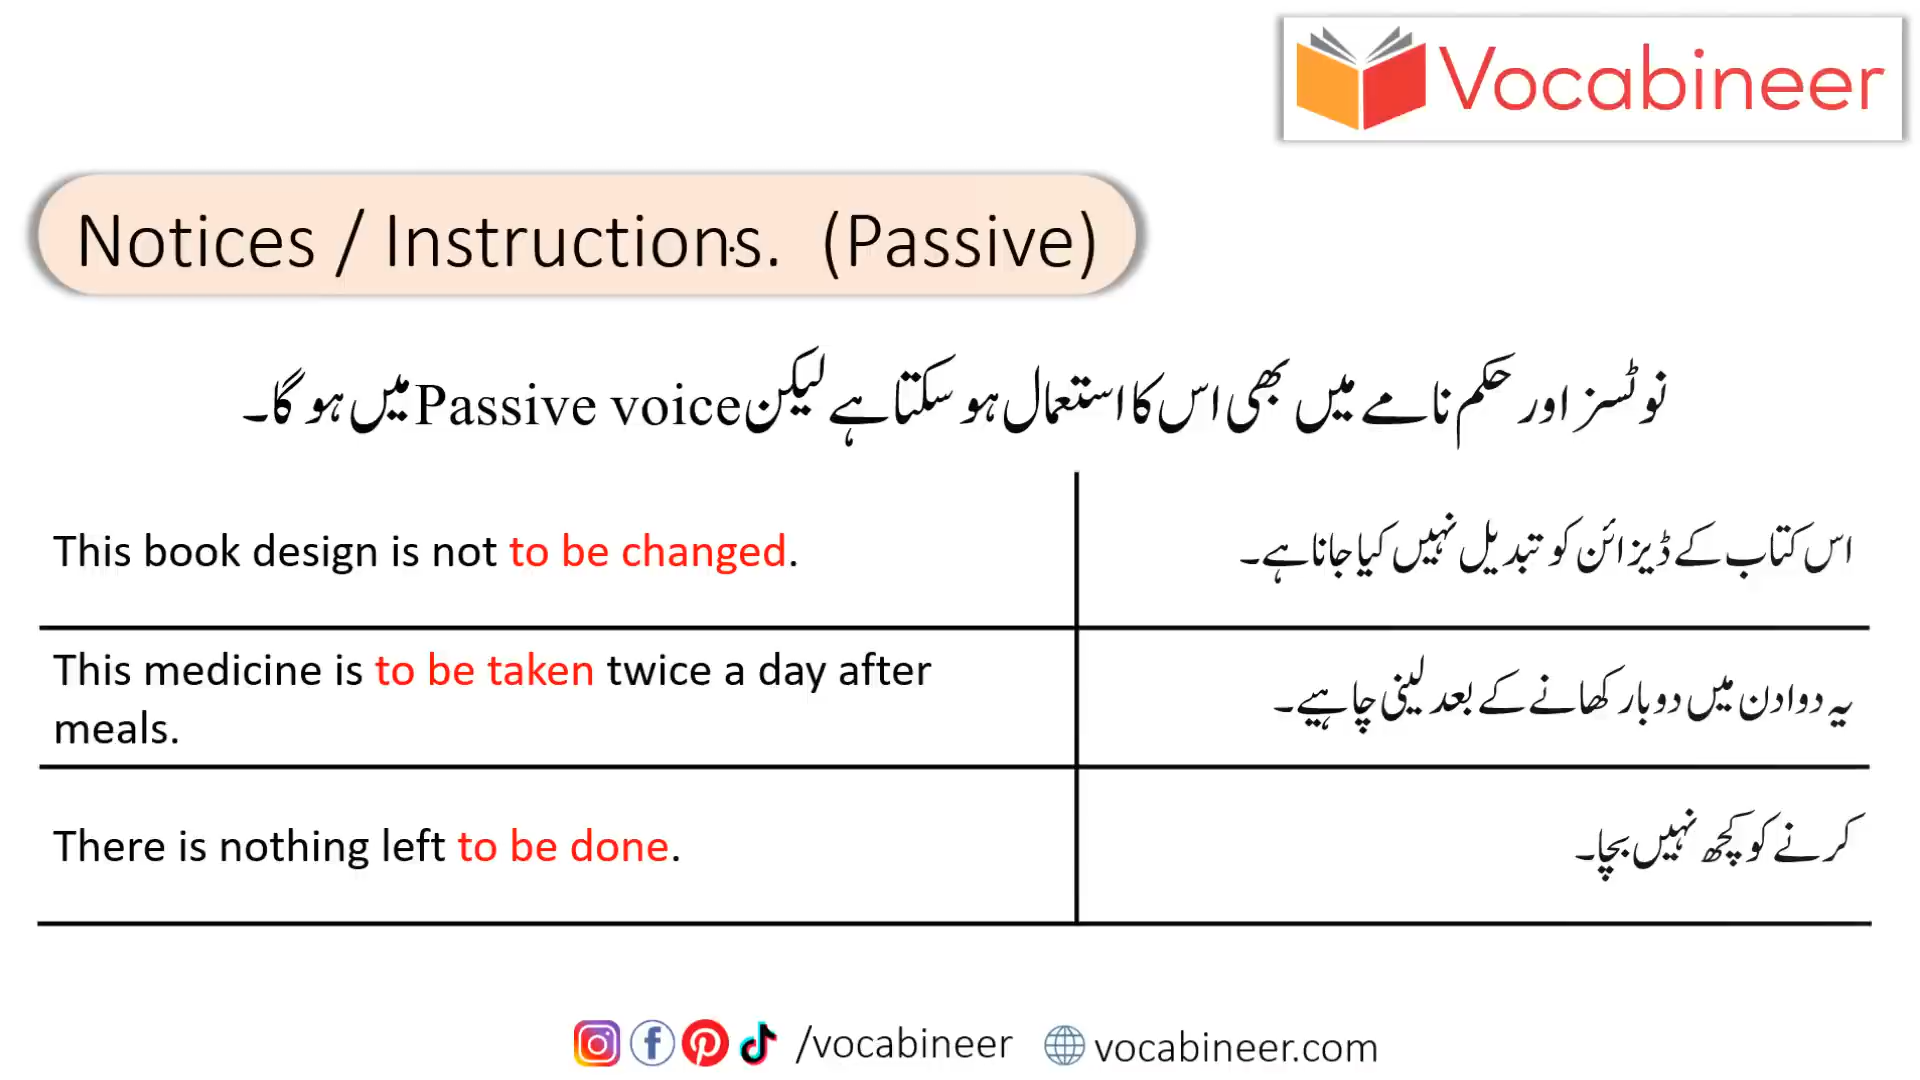 Vocabineer
Notices / Instructions. (Passive)
نوٹسز اور حکم نامے میں بھی اس کا استعمال ہو سکتا ہے لیکن Passive voice میں ہو گا۔
This book design is not to be changed.
اس کتاب کے ڈیزائن کو تبدیل نہیں کیا جانا ہے۔
This medicine is to be taken twice a day after
meals.
یہ دوا دن میں دو بار کھانے کے بعد لینی چاہیے۔
There is nothing left to be done.
کرنے کو کچھ نہیں بچا۔
/vocabineer vocabineer.com